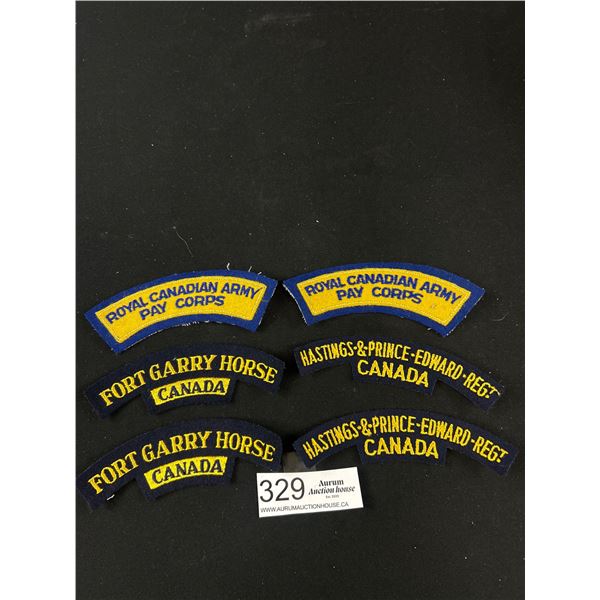 ROYAL CANADIAN ARMY
PAY CORPS
ROYAL CANADIAN ARMY
PAY CORPS
FORT GARRY HORSE
CANADA
HASTINGS-&-PRINCE-EDWARD-REGT
CANADA
FORT GARRY HORSE
CANADA
HASTINGS-&-PRINCE-EDWARD-REGT
CANADA
329
Aurum
Auction house
WWW.AURUMAUCTIONHOUSE.CA